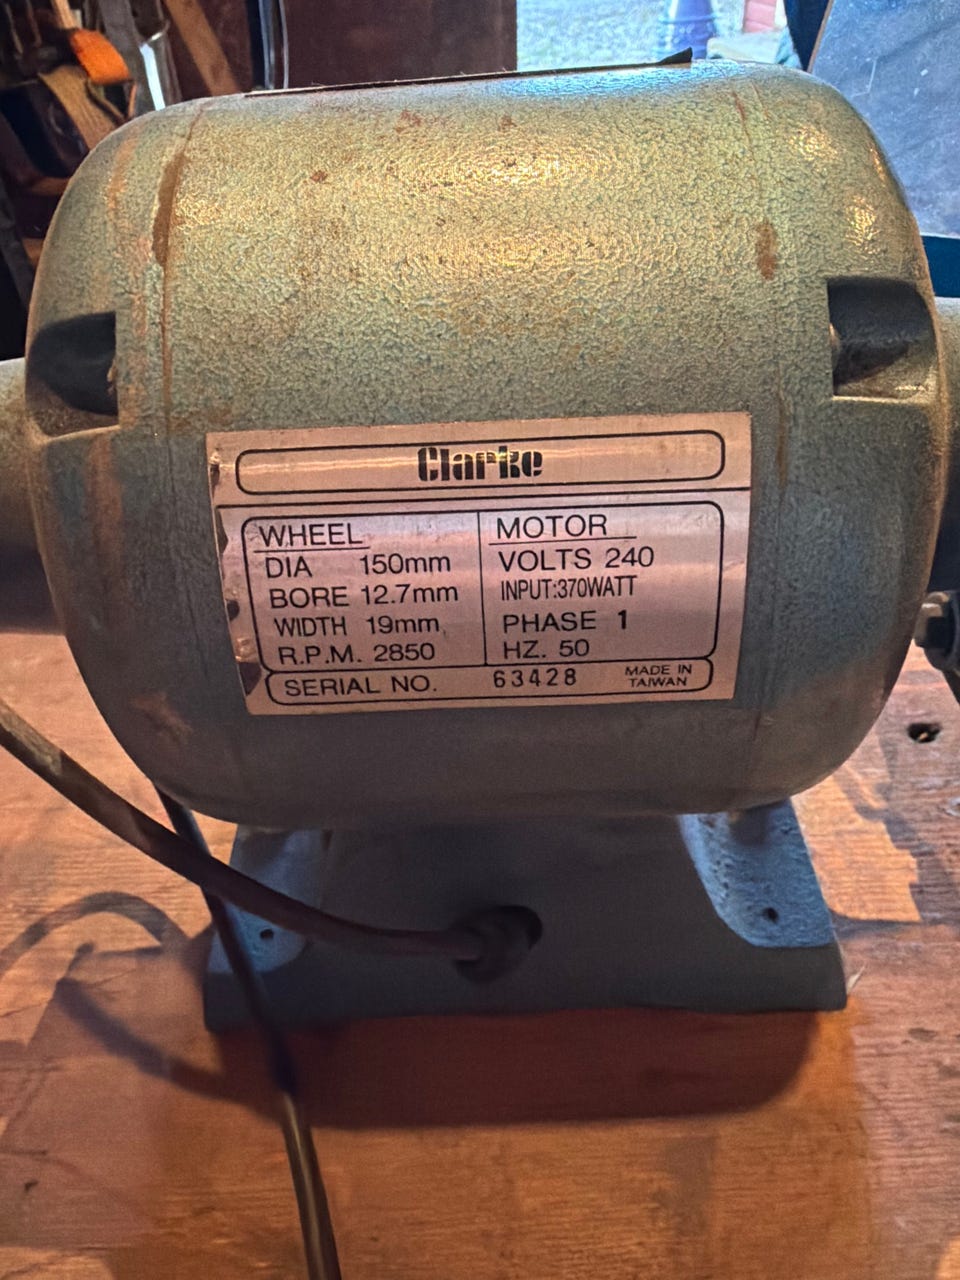 Clarke
WHEEL
DIA 150mm
BORE 12.7mm
WIDTH 19mm
R.P.M. 2850
MOTOR
VOLTS 240
INPUT:370WATT
PHASE 1
HZ. 50
SERIAL NO. 63428
MADE IN
TAIWAN